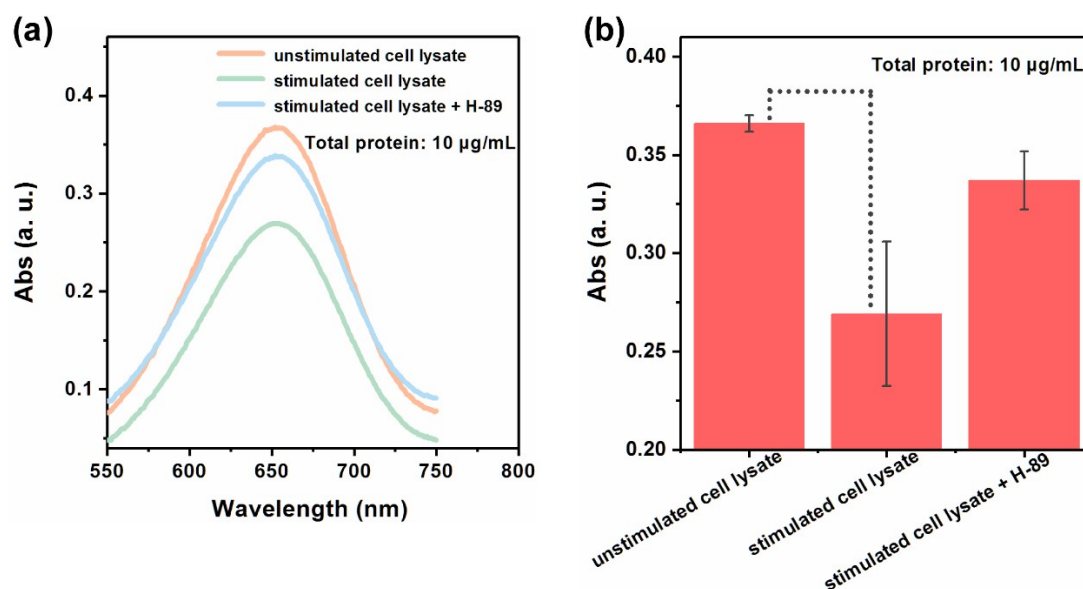 (a)
unstimulated cell lysate
stimulated cell lysate
stimulated cell lysate + H-89
Total protein: 10 μg/mL
Abs (a. u.)
0.4
0.3
0.2
0.1
550 600 650 700 750 800
Wavelength (nm)
(b)
Total protein: 10 μg/mL
Abs (a. u.)
0.40
0.35
0.30
0.25
0.20
unstimulated cell lysate
stimulated cell lysate
stimulated cell lysate + H-89